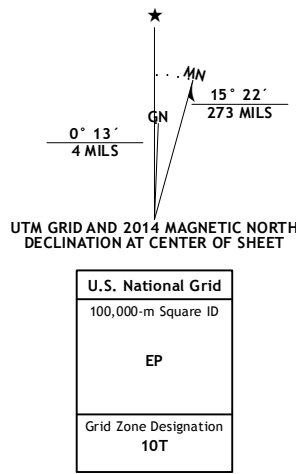 ★
MN
GN
15° 22´
273 MILS
0° 13´
4 MILS
UTM GRID AND 2014 MAGNETIC NORTH
DECLINATION AT CENTER OF SHEET
U.S. National Grid
100,000-m Square ID
EP
Grid Zone Designation
10T